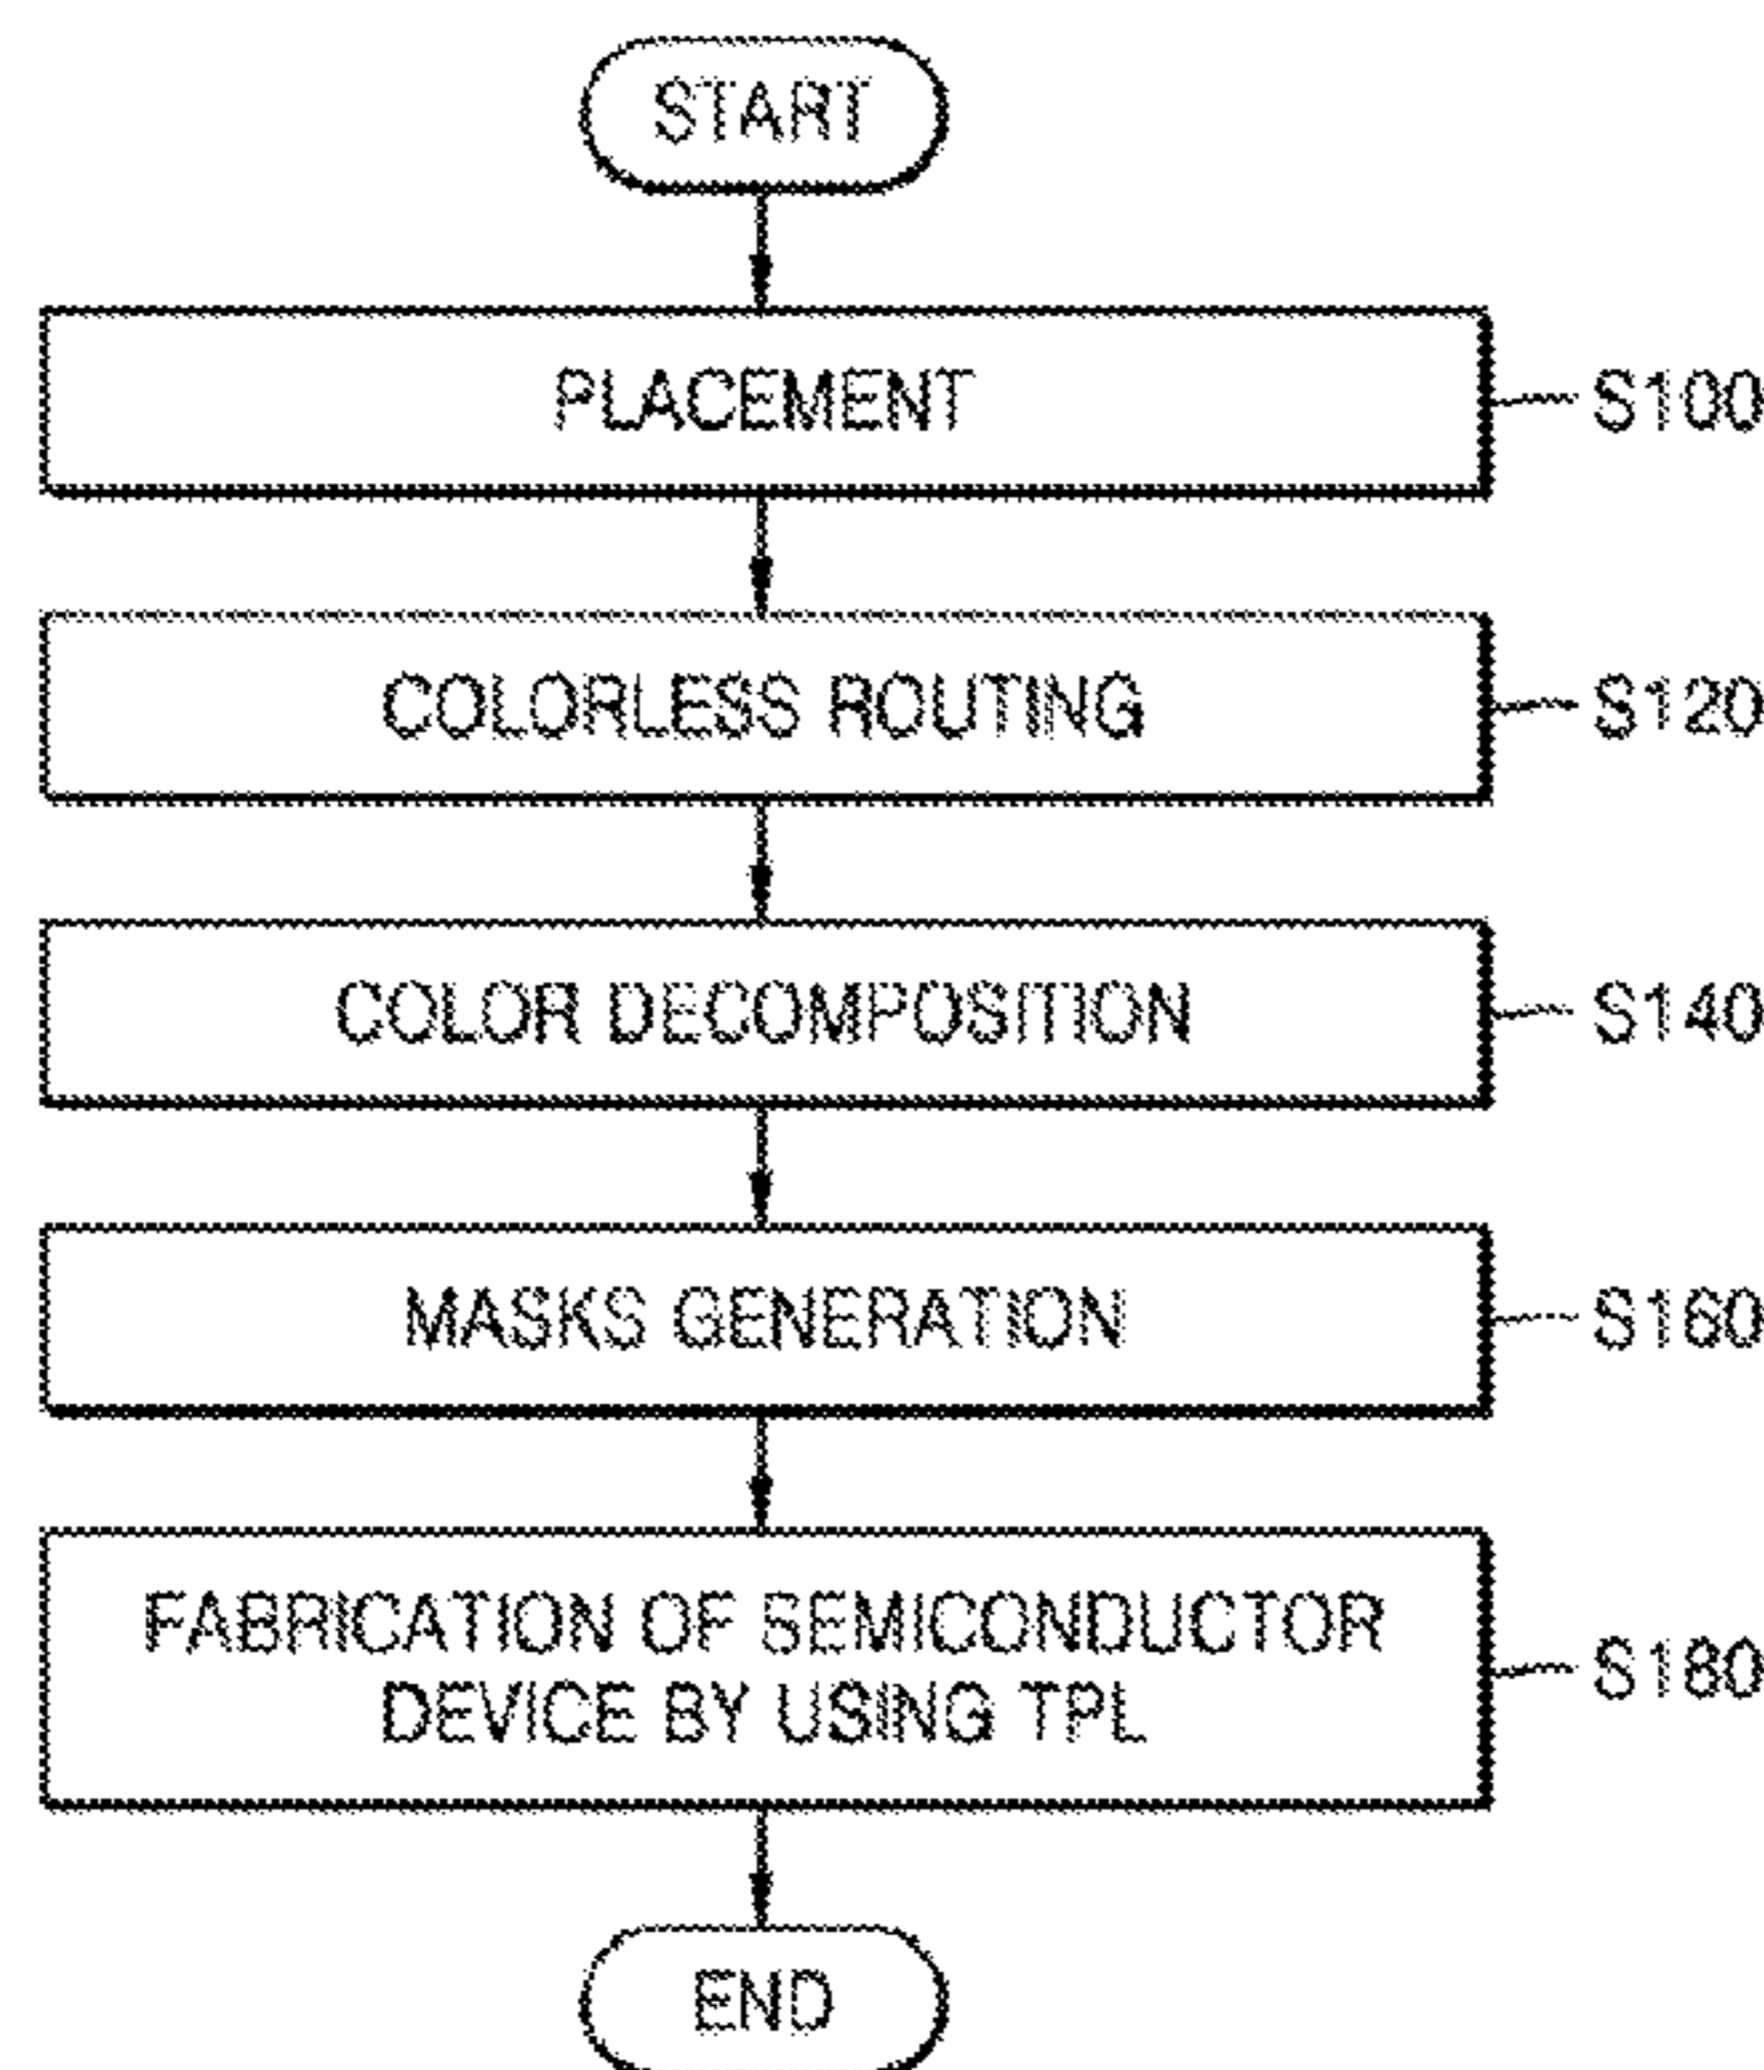 START
PLACEMENT
S100
COLORLESS ROUTING
S120
COLOR DECOMPOSITION
S140
MASKS GENERATION
S160
FABRICATION OF SEMICONDUCTOR
DEVICE BY USING TPL
S180
END